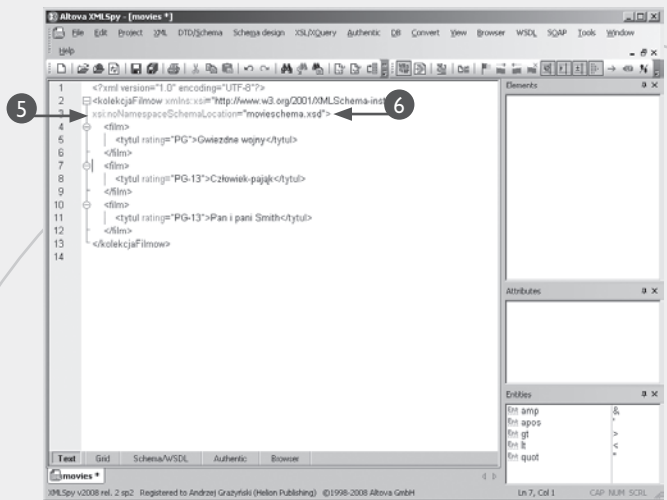 Altova XMLSpy - [movies *]
File Edit Project XML DTD/Schema Schema design XSL/XQuery Authentic DB Convert View Browser WSDL SOAP Tools Window
Help
Elements
1 <?xml version="1.0" encoding="UTF-8"?>
2 <kolekcjaFilmow xmlns:xsi="http://www.w3.org/2001/XMLSchema-inst
5
6
3 xsi:noNamespaceSchemaLocation="movieschema.xsd">
4 <film>
5 <tytul rating="PG">Gwiezdne wojny</tytul>
6 </film>
7 <film>
8 <tytul rating="PG-13">Człowiek-pająk</tytul>
9 </film>
10 <film>
11 <tytul rating="PG-13">Pan i pani Smith</tytul>
12 </film>
13 </kolekcjaFilmow>
14
Attributes
Entities
Ent amp &
Ent apos '
Ent gt >
Ent lt <
Ent quot "
Text Grid Schema/WSDL Authentic Browser
movies *
XMLSpy v2008 rel. 2 sp2 Registered to Andrzej Grażyński (Helion Publishing) ©1998-2008 Altova GmbH Ln 7, Col 1 CAP NUM SCRL